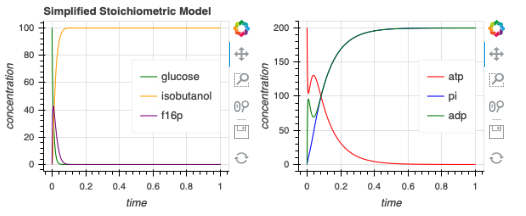 Simplified Stoichiometric Model
concentration
100
80
60
40
20
0
glucose
isobutanol
f16p
0
0.2
0.4
0.6
0.8
1
time
concentration
200
150
100
50
0
atp
pi
adp
0
0.2
0.4
0.6
0.8
1
time